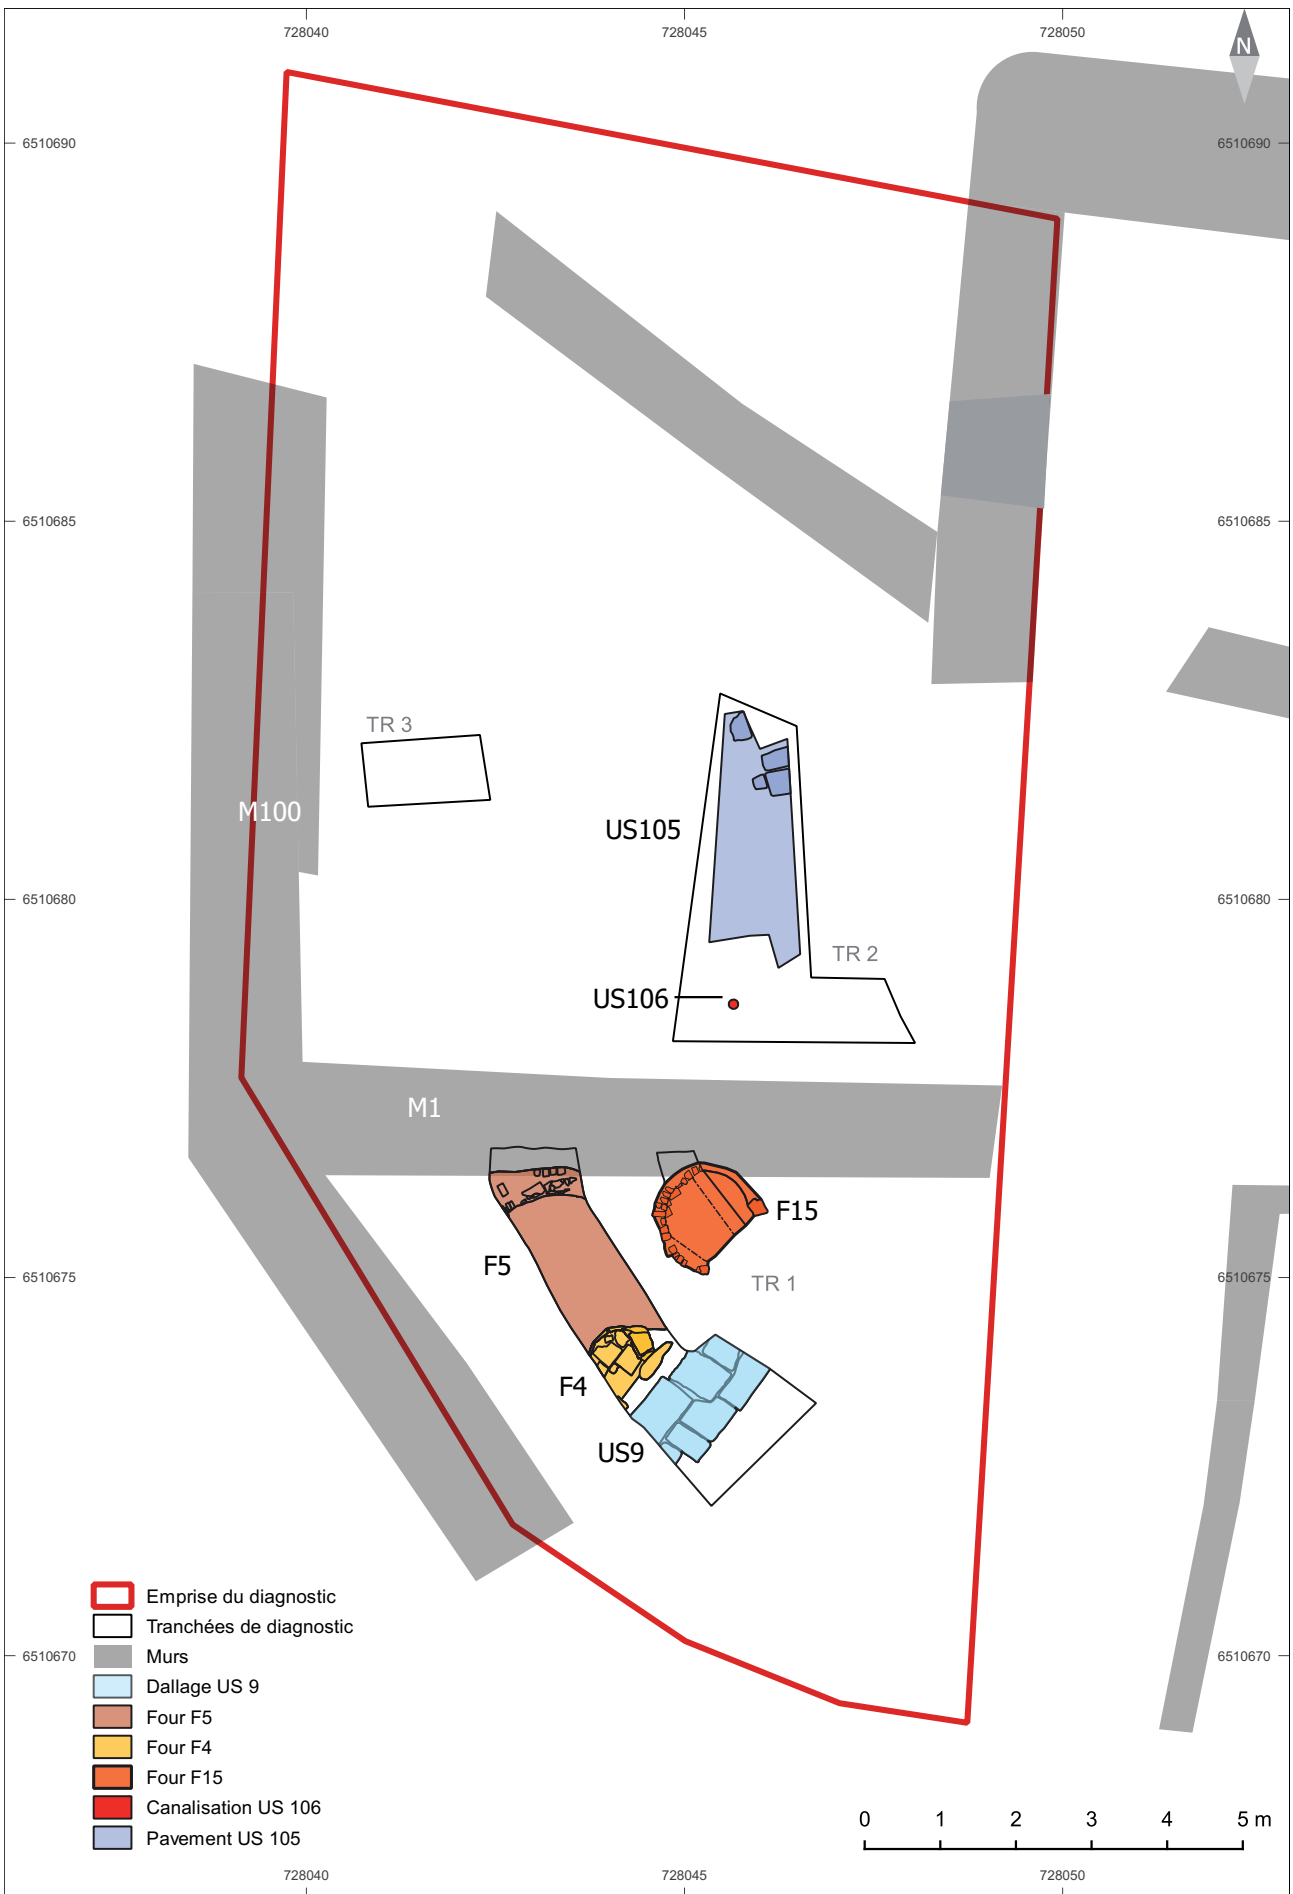 728040 728045 728050
N
6510690 6510690
6510685 6510685
TR 3
M100
US105
6510680 6510680
TR 2
US106
M1
F15
F5
6510675 6510675
TR 1
F4
US9
Emprise du diagnostic
Tranchées de diagnostic
Murs
Dallage US 9
Four F5
Four F4
Four F15
Canalisation US 106
Pavement US 105
6510670 6510670
0 1 2 3 4 5 m
728040 728045 728050